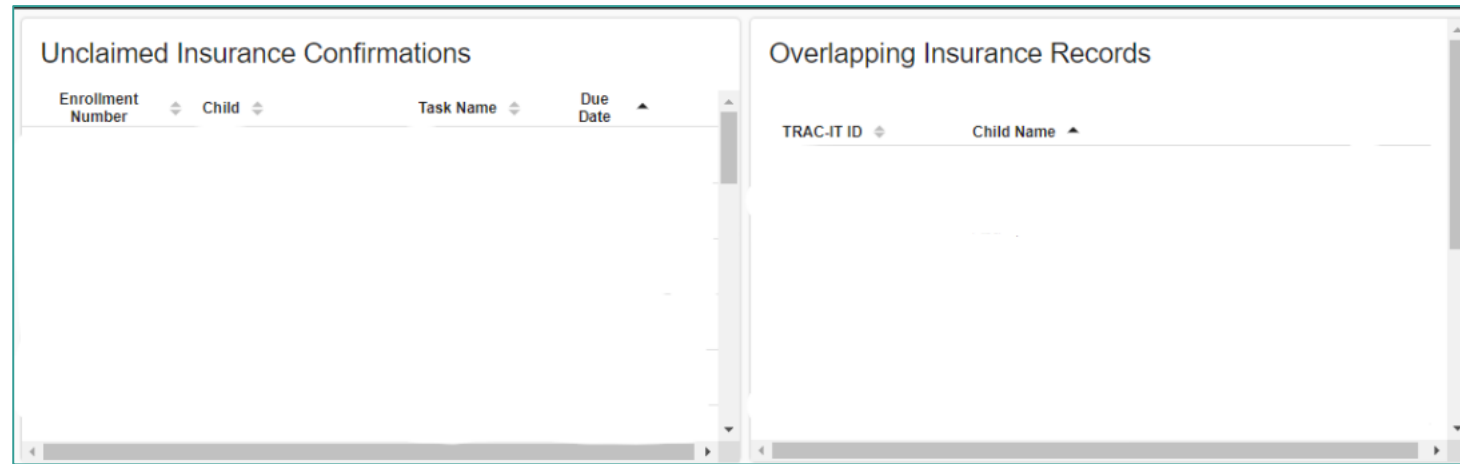 Unclaimed Insurance Confirmations
Enrollment Number Child Task Name Due Date
Overlapping Insurance Records
TRAC-IT ID Child Name